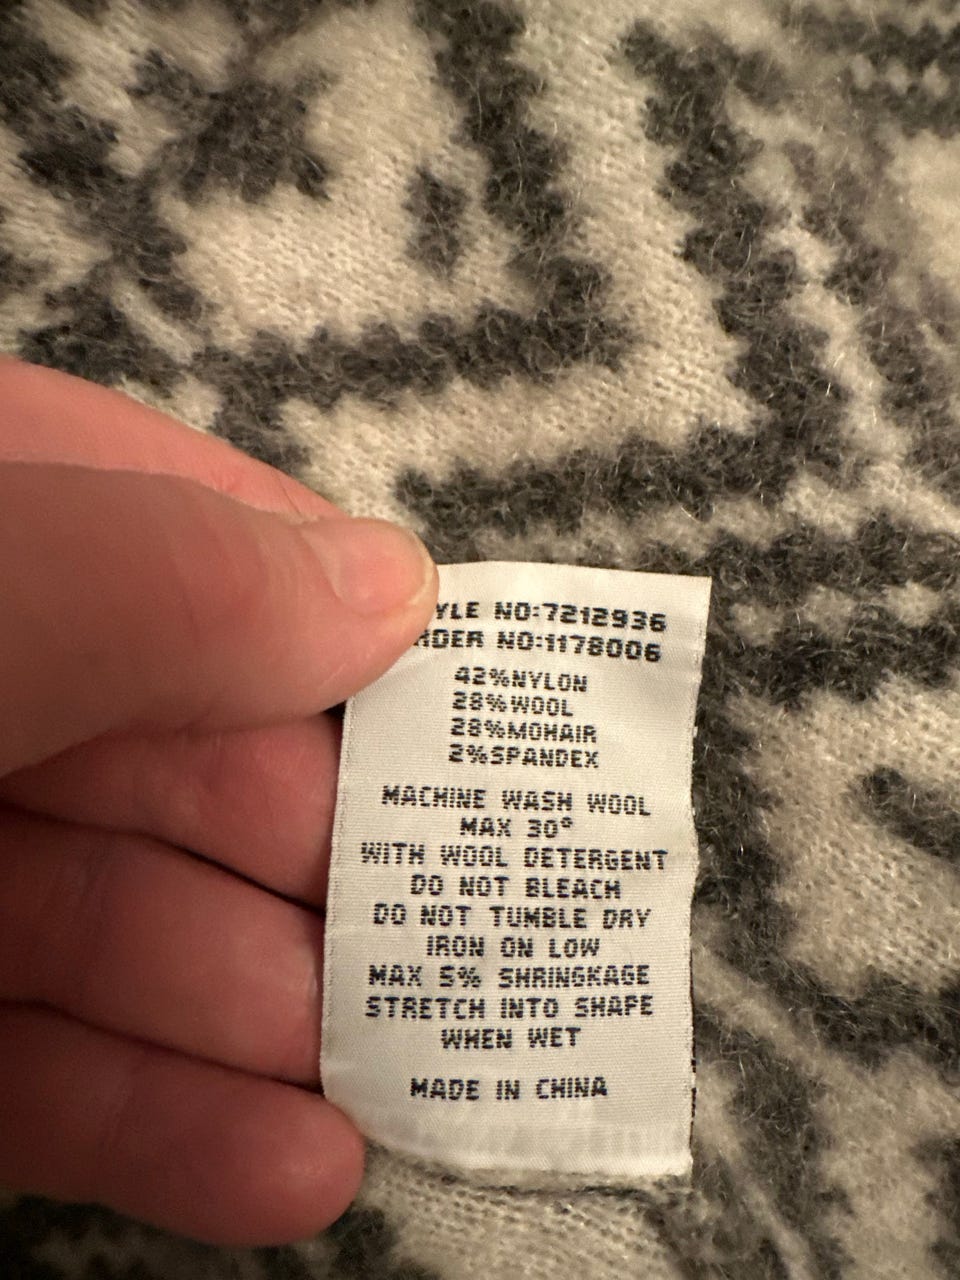 YLE NO:7212936
RDER NO:1178006
42%NYLON
28%WOOL
28%MOHAIR
2%SPANDEX
MACHINE WASH WOOL
MAX 30°
WITH WOOL DETERGENT
DO NOT BLEACH
DO NOT TUMBLE DRY
IRON ON LOW
MAX 5% SHRINGKAGE
STRETCH INTO SHAPE
WHEN WET
MADE IN CHINA